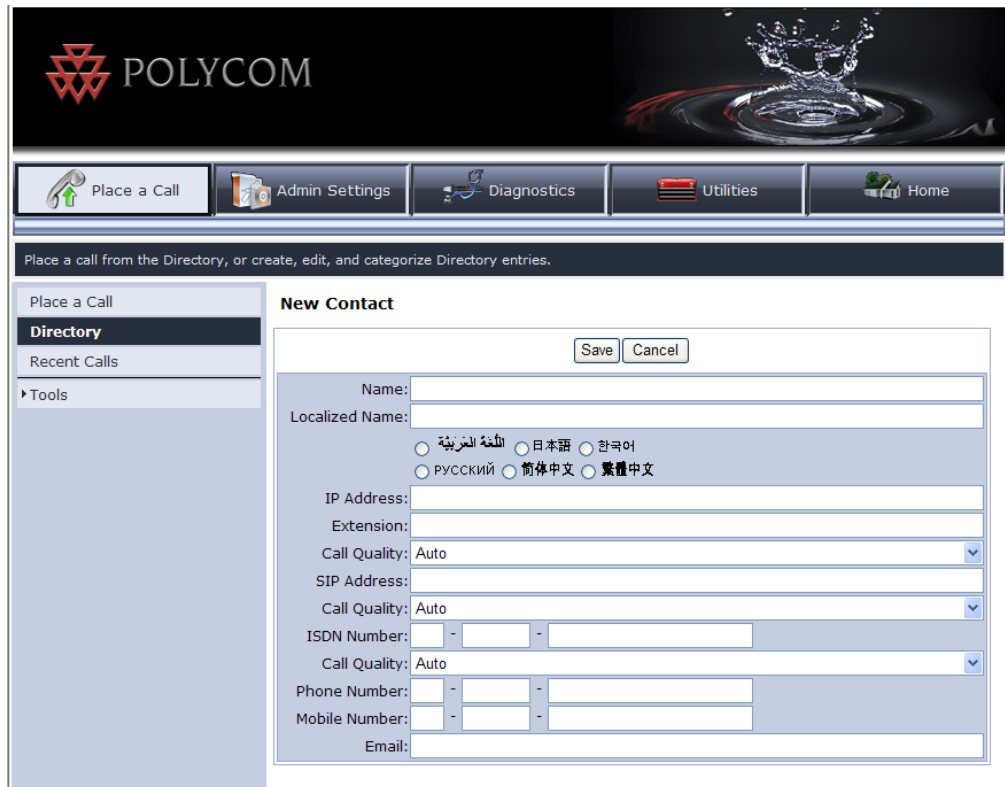 POLYCOM
Place a Call
Admin Settings
Diagnostics
Utilities
Home
Place a call from the Directory, or create, edit, and categorize Directory entries.
Place a Call
Directory
Recent Calls
Tools
New Contact
Save Cancel
Name:
Localized Name:
اللُّغَةُ العَرَبِيَّة 日本語 한국어
РУССКИЙ 简体中文 繁體中文
IP Address:
Extension:
Call Quality: Auto
SIP Address:
Call Quality: Auto
ISDN Number: - -
Call Quality: Auto
Phone Number: - -
Mobile Number: - -
Email: